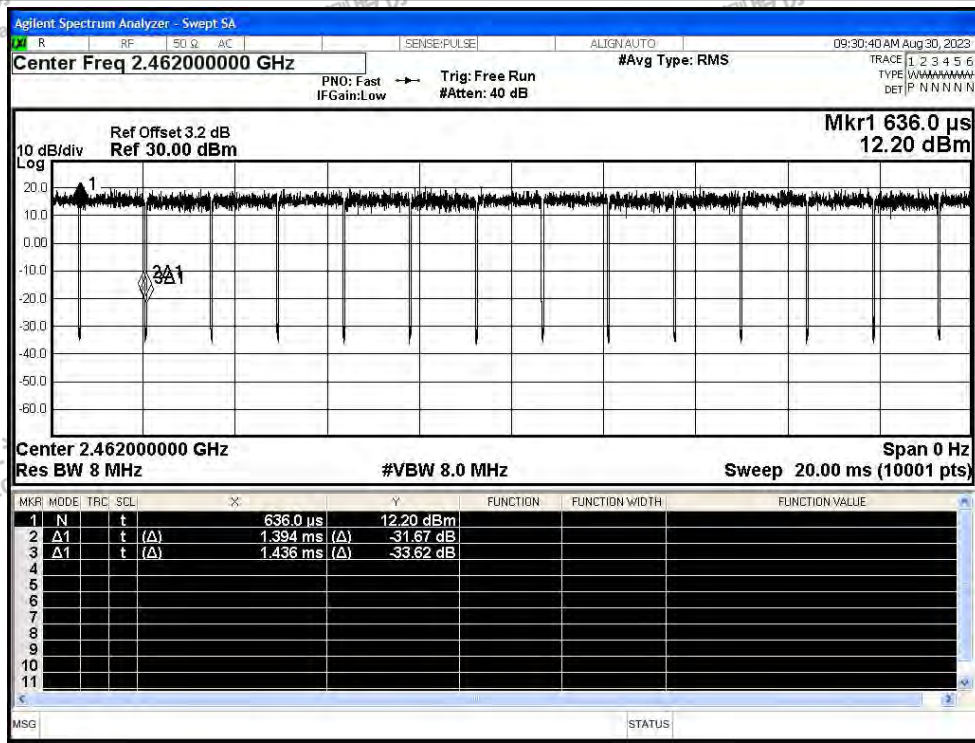 Agilent Spectrum Analyzer - Swept SA
R RF 50 Ω AC SENSE:PULSE ALIGNAUTO 09:30:40 AM Aug 30, 2023
Center Freq 2.462000000 GHz
PNO: Fast
IFGain:Low
Trig: Free Run
#Atten: 40 dB
#Avg Type: RMS
TRACE 1 2 3 4 5 6
TYPE
DET P N N N N N
Mkr1 636.0 µs
12.20 dBm
10 dB/div
Log
Ref Offset 3.2 dB
Ref 30.00 dBm
20.0
10.0
0.00
-10.0
-20.0
-30.0
-40.0
-50.0
-60.0
1
3Δ1
Center 2.462000000 GHz Span 0 Hz
Res BW 8 MHz #VBW 8.0 MHz Sweep 20.00 ms (10001 pts)
MKR MODE TRC SCL X Y FUNCTION FUNCTION WIDTH FUNCTION VALUE
1 N t 636.0 µs 12.20 dBm
2 Δ1 t (Δ) 1.394 ms (Δ) -31.67 dB
3 Δ1 t (Δ) 1.436 ms (Δ) -33.62 dB
4
5
6
7
8
9
10
11
MSG STATUS